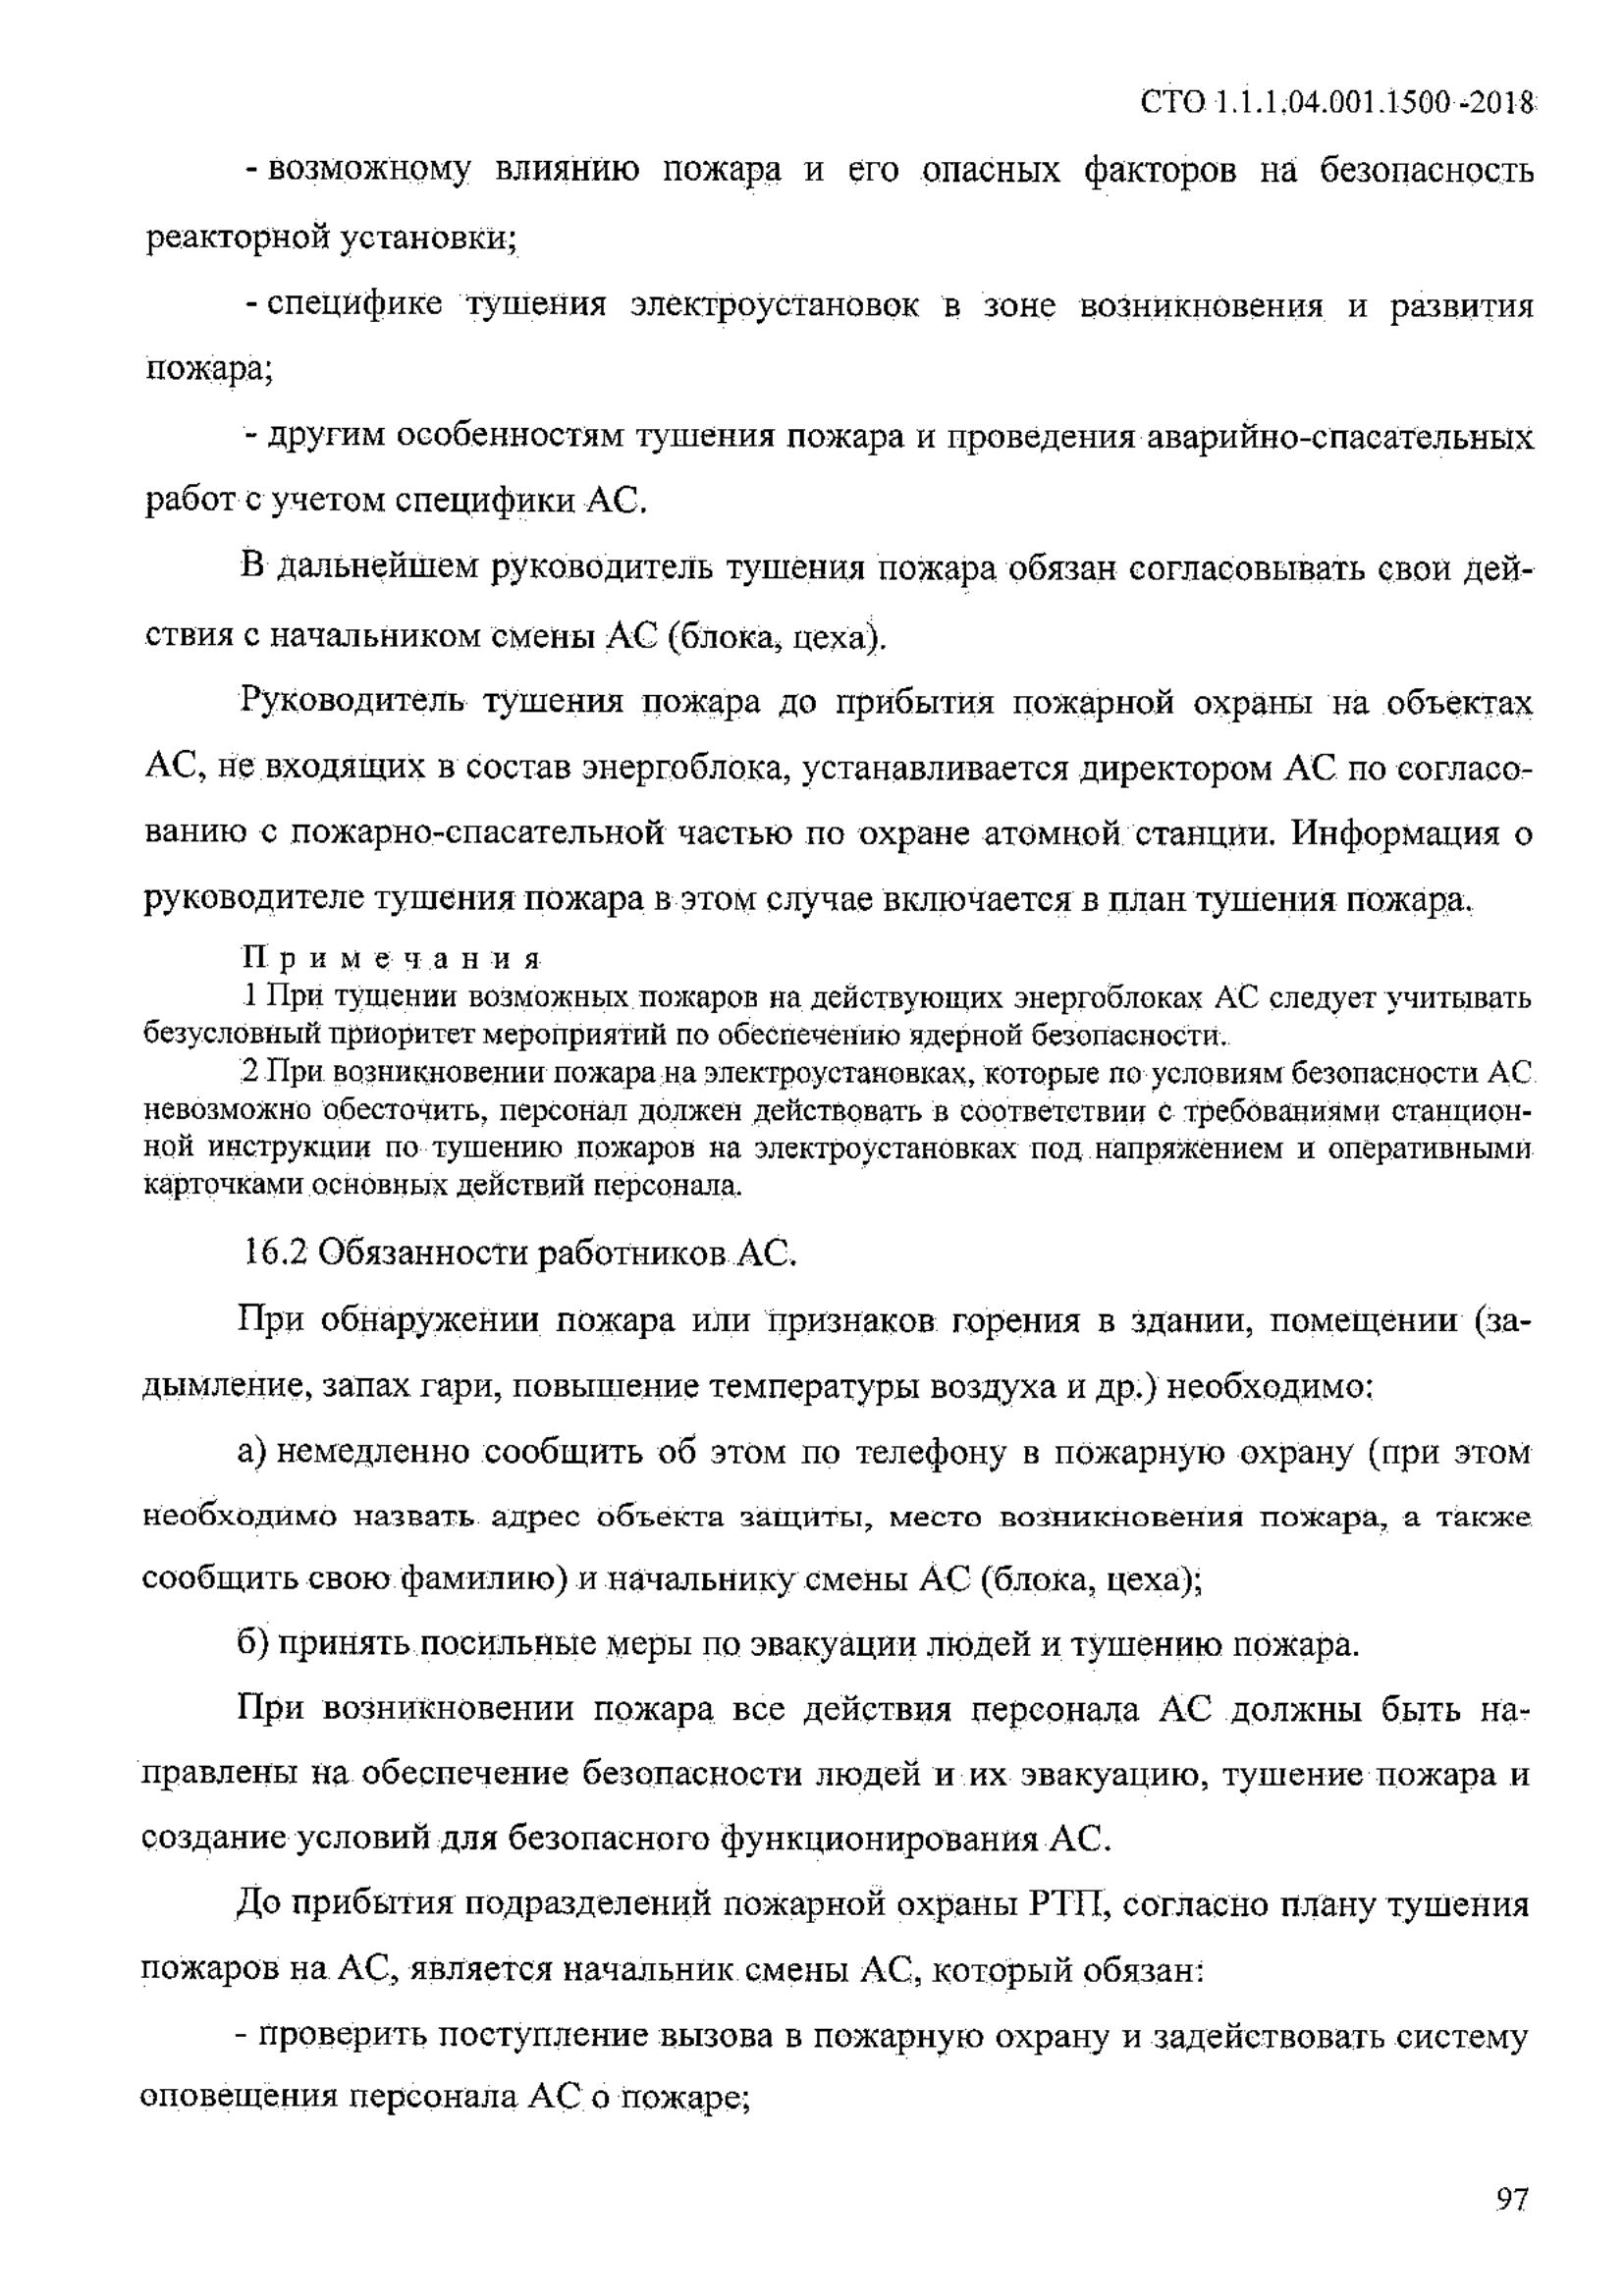 СТО 1.1.1.04.001.1500-2018
- возможному влиянию пожара и его опасных факторов на безопасность
реакторной установки;
- специфике тушения электроустановок в зоне возникновения и развития
пожара;
- другим особенностям тушения пожара и проведения аварийно-спасательных
работ с учетом специфики АС.
В дальнейшем руководитель тушения пожара обязан согласовывать свои дей-
ствия с начальником смены АС (блока, цеха).
Руководитель тушения пожара до прибытия пожарной охраны на объектах
АС, не входящих в состав энергоблока, устанавливается директором АС по согласо-
ванию с пожарно-спасательной частью по охране атомной станции. Информация о
руководителе тушения пожара в этом случае включается в план тушения пожара.
П р и м е ч а н и я
1 При тушении возможных пожаров на действующих энергоблоках АС следует учитывать
безусловный приоритет мероприятий по обеспечению ядерной безопасности.
2 При возникновении пожара на электроустановках, которые по условиям безопасности АС
невозможно обесточить, персонал должен действовать в соответствии с требованиями станцион-
ной инструкции по тушению пожаров на электроустановках под напряжением и оперативными
карточками основных действий персонала.
16.2 Обязанности работников АС.
При обнаружении пожара или признаков горения в здании, помещении (за-
дымление, запах гари, повышение температуры воздуха и др.) необходимо:
а) немедленно сообщить об этом по телефону в пожарную охрану (при этом
необходимо назвать адрес объекта защиты, место возникновения пожара, а также
сообщить свою фамилию) и начальнику смены АС (блока, цеха);
б) принять посильные меры по эвакуации людей и тушению пожара.
При возникновении пожара все действия персонала АС должны быть на-
правлены на обеспечение безопасности людей и их эвакуацию, тушение пожара и
создание условий для безопасного функционирования АС.
До прибытия подразделений пожарной охраны РТП, согласно плану тушения
пожаров на АС, является начальник смены АС, который обязан:
- проверить поступление вызова в пожарную охрану и задействовать систему
оповещения персонала АС о пожаре;
97